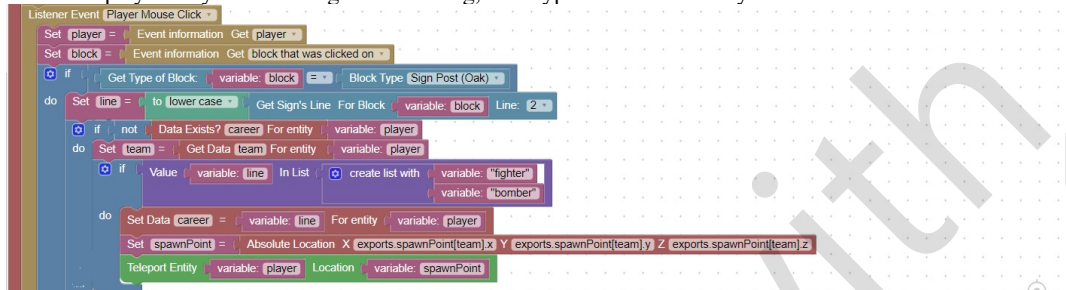 Listener Event Player Mouse Click
Set player = Event information Get player
Set block = Event information Get block that was clicked on
if Get Type of Block: variable: block = Block Type Sign Post (Oak)
do Set line = to lower case Get Sign's Line For Block variable: block Line: 2
if not Data Exists? career For entity variable: player
do Set team = Get Data team For entity variable: player
if Value variable: line In List create list with variable: "fighter"
variable: "bomber"
do Set Data career = variable: line For entity variable: player
Set spawnPoint = Absolute Location X exports.spawnPoint[team].x Y exports.spawnPoint[team].y Z exports.spawnPoint[team].z
Teleport Entity variable: player Location variable: spawnPoint
with